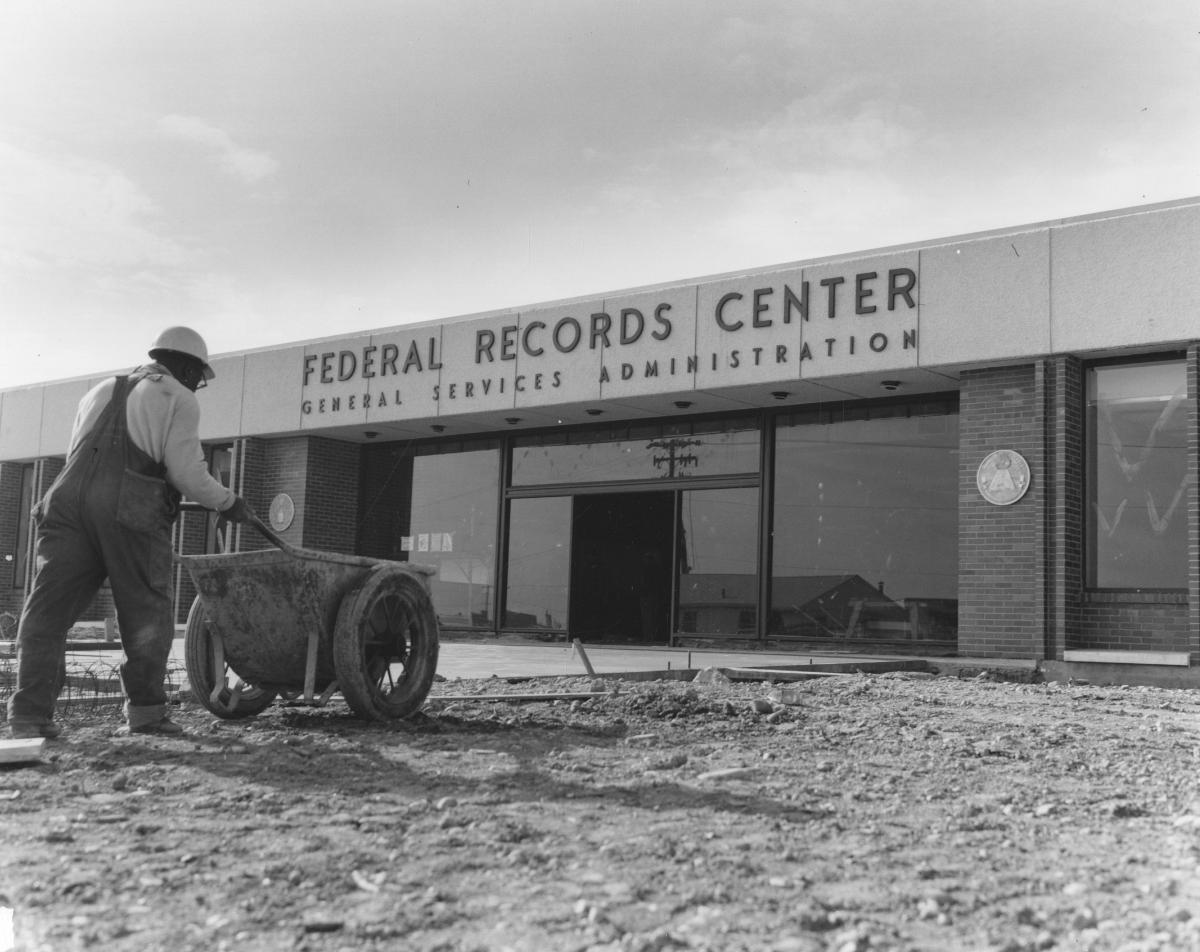 FEDERAL RECORDS CENTER
GENERAL SERVICES ADMINISTRATION